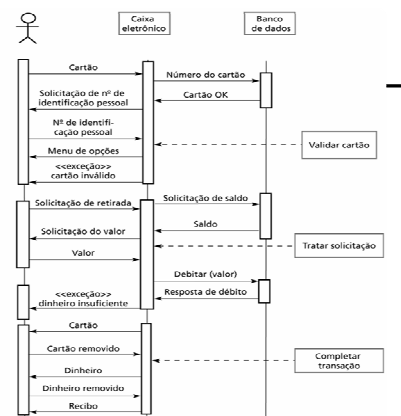 Caixa
eletrônico
Banco
de dados
Cartão
Número do cartão
Cartão OK
Solicitação de nº de
identificação pessoal
Nº de identifi-
cação pessoal
Menu de opções
Validar cartão
<<exceção>>
cartão inválido
Solicitação de retirada
Solicitação de saldo
Saldo
Solicitação do valor
Tratar solicitação
Valor
Debitar (valor)
Resposta de débito
<<exceção>>
dinheiro insuficiente
Cartão
Cartão removido
Completar
transação
Dinheiro
Dinheiro removido
Recibo